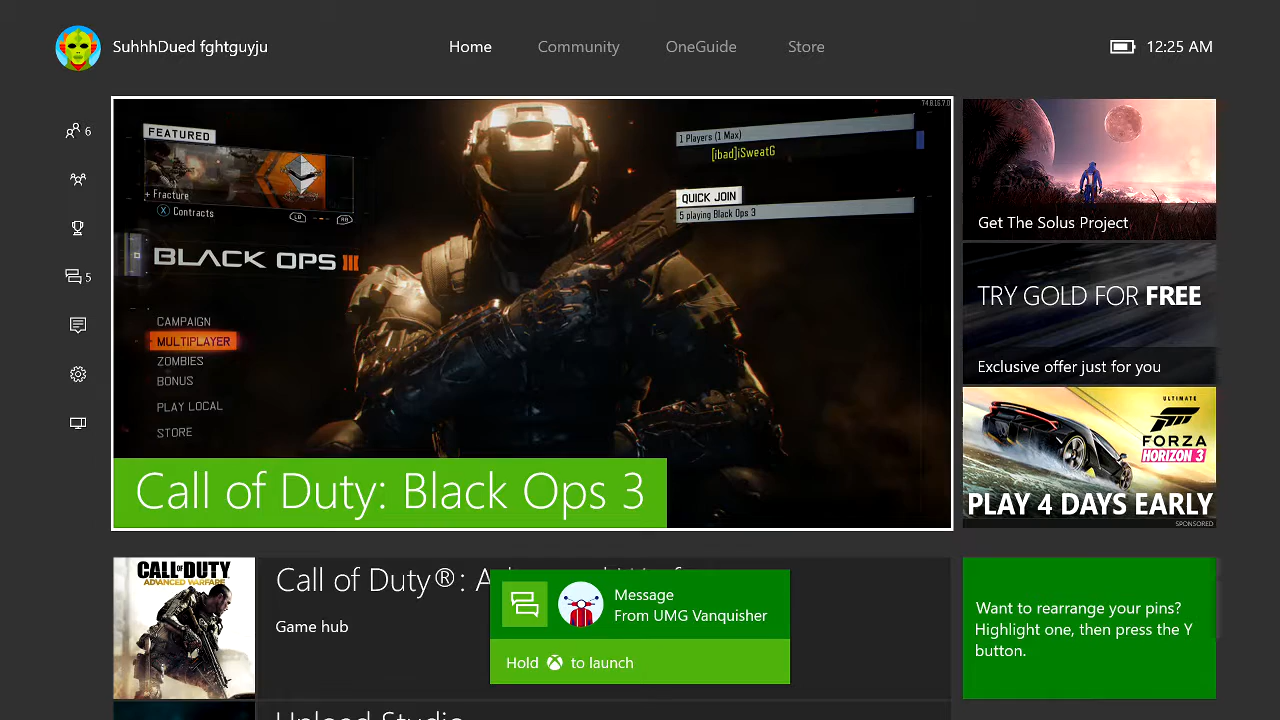 SuhhhDued fghtguyju
Home
Community
OneGuide
Store
12:25 AM
6
5
FEATURED
+ Fracture
X Contracts
LB
RB
BLACK OPS III
CAMPAIGN
MULTIPLAYER
ZOMBIES
BONUS
PLAY LOCAL
STORE
1 Players (1 Max)
[ibad]iSweatG
QUICK JOIN
5 playing Black Ops 3
Call of Duty: Black Ops 3
Get The Solus Project
TRY GOLD FOR FREE
Exclusive offer just for you
ULTIMATE
FORZA
HORIZON 3
PLAY 4 DAYS EARLY
SPONSORED
CALL OF DUTY
ADVANCED WARFARE
Call of Duty®:
Game hub
Message
From UMG Vanquisher
Hold to launch
Want to rearrange your pins?
Highlight one, then press the Y
button.
Upload Studio